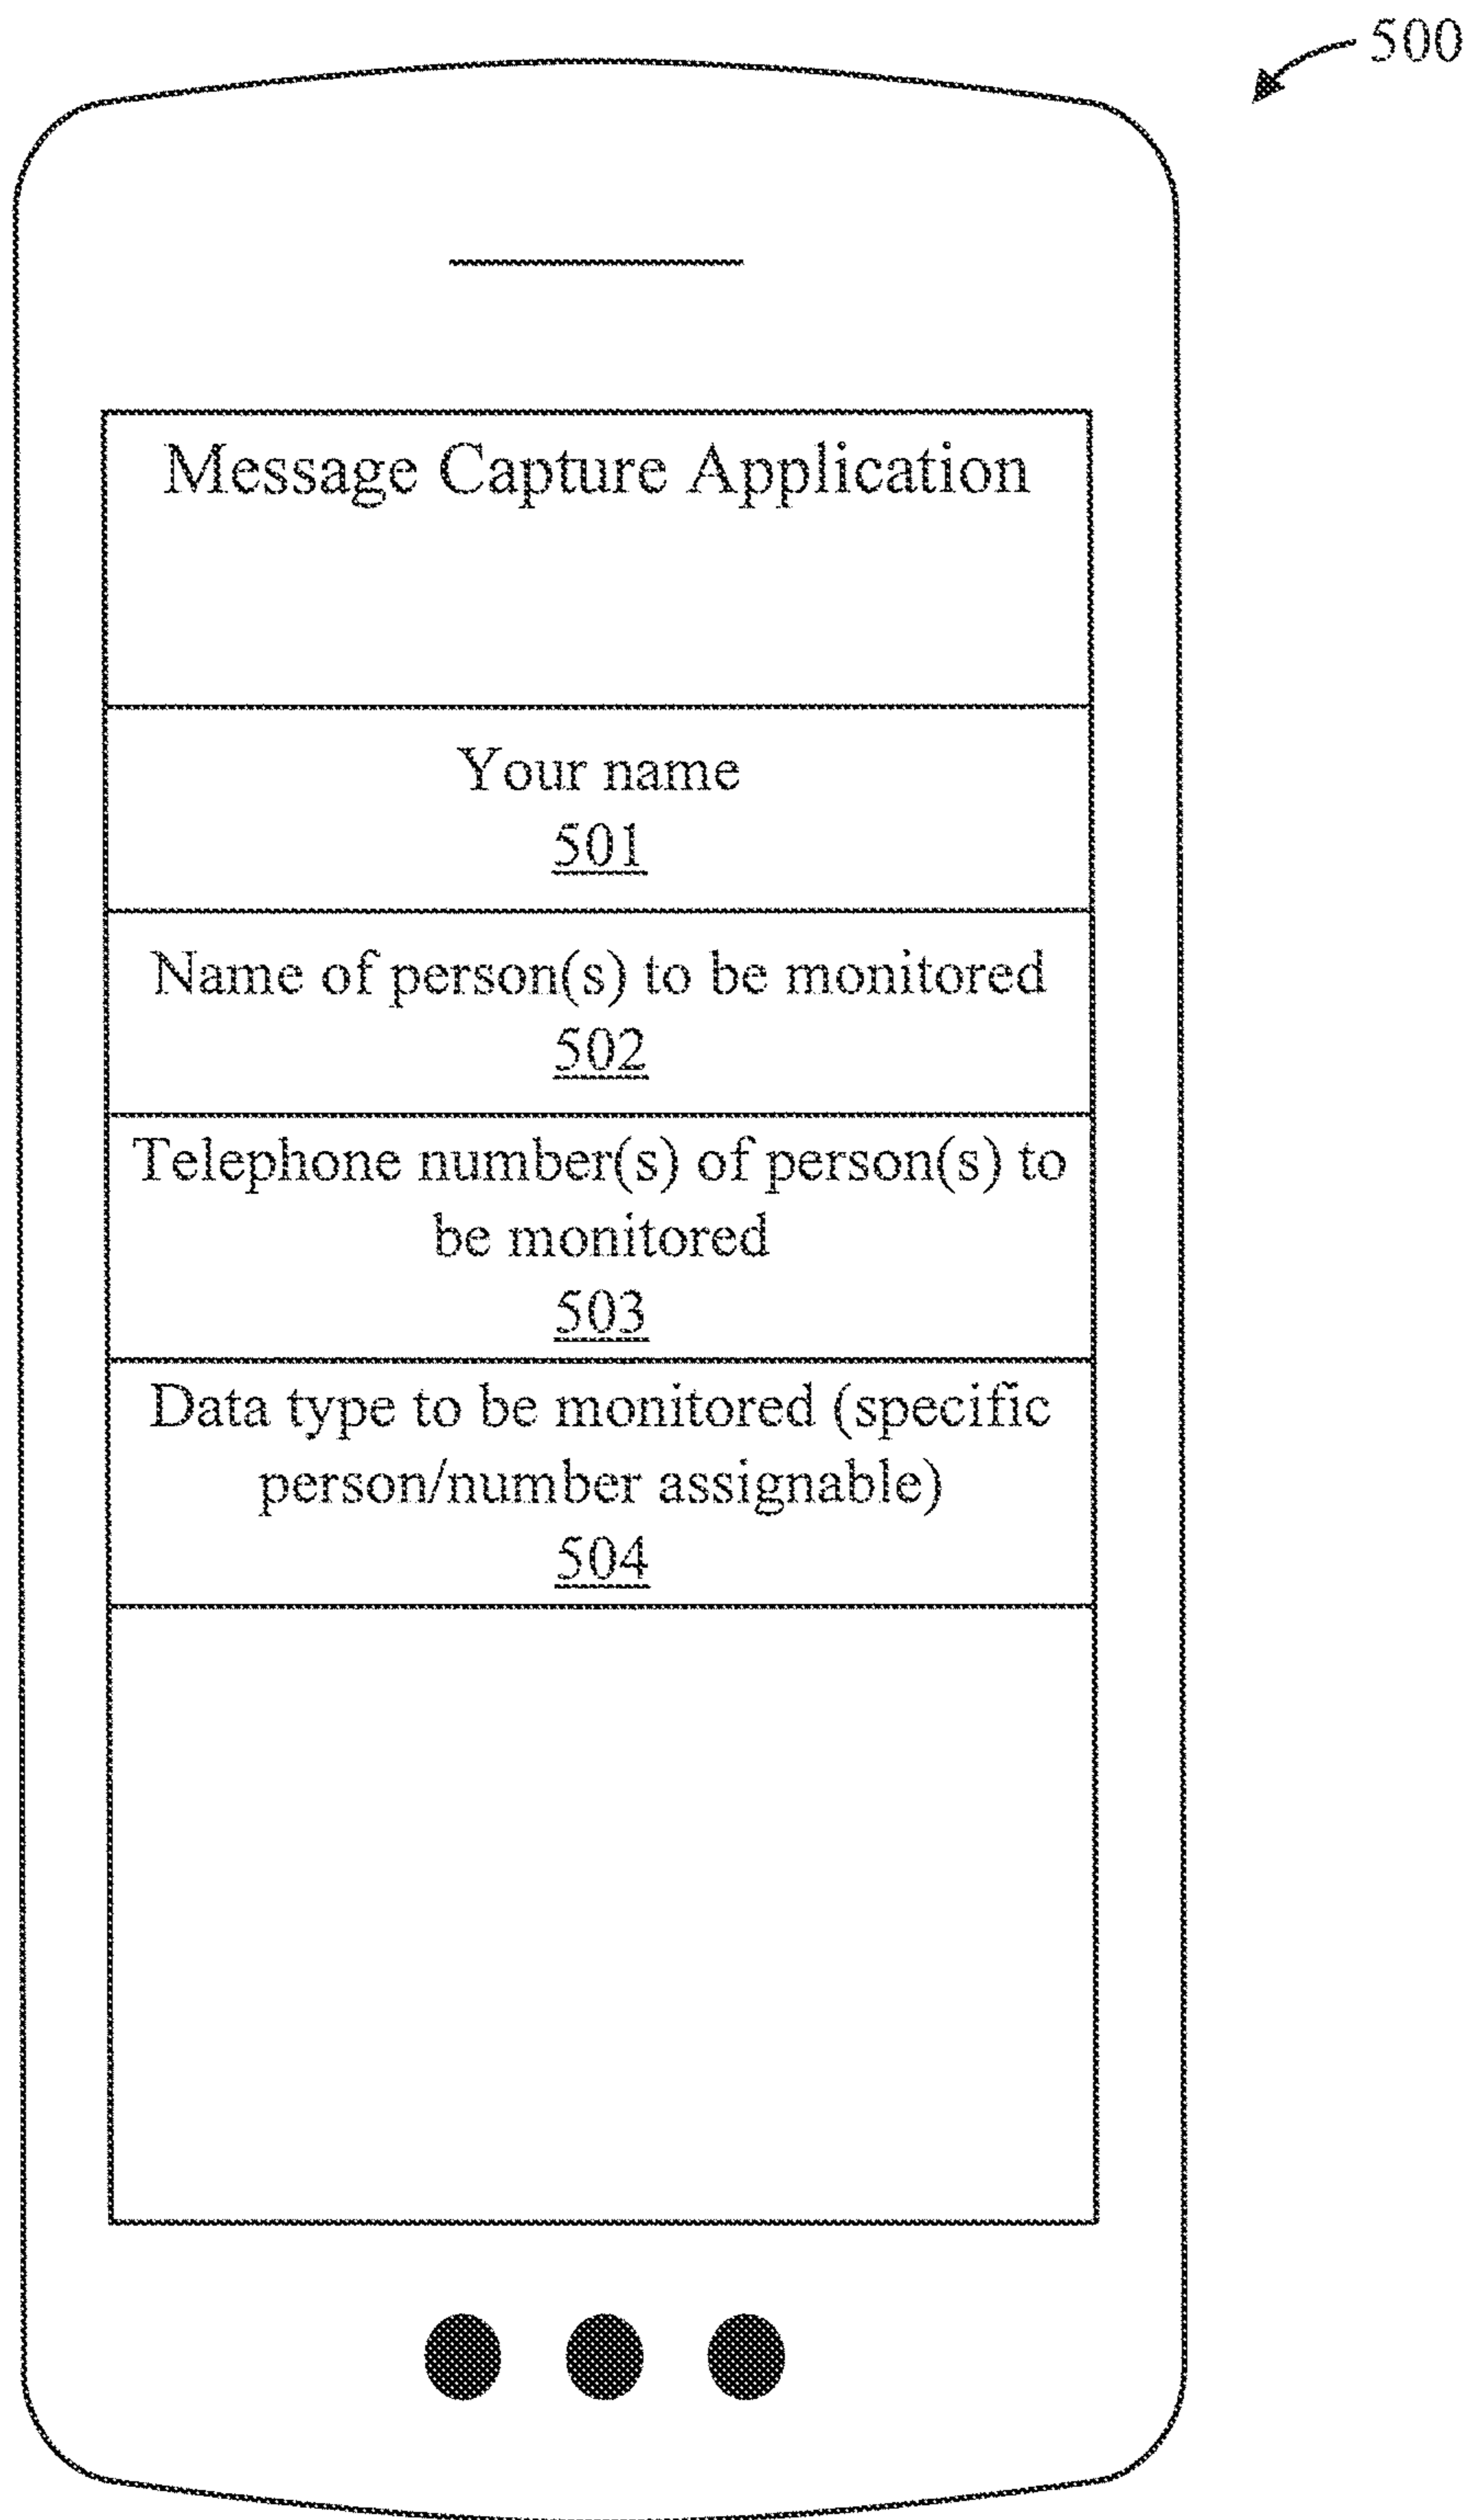 500
Message Capture Application
Your name
501
Name of person(s) to be monitored
502
Telephone number(s) of person(s) to
be monitored
503
Data type to be monitored (specific
person/number assignable)
504